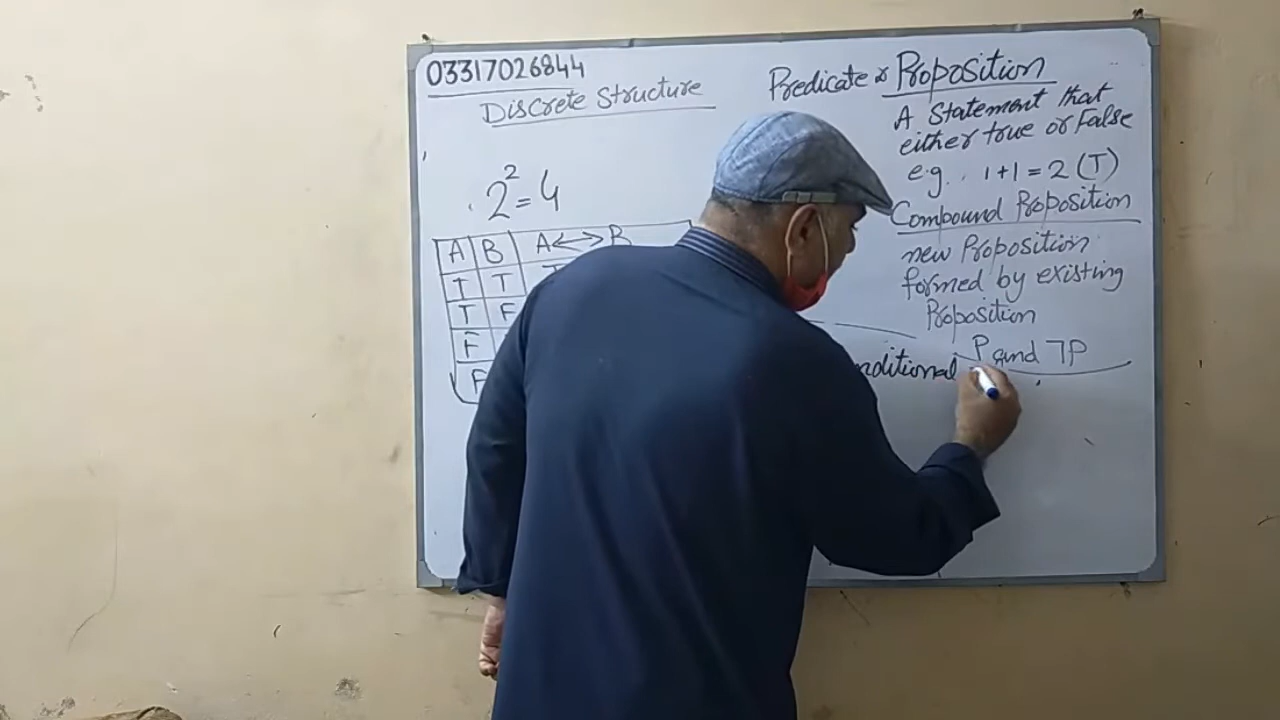 03317026844
Discrete Structure
Predicate or Proposition
A Statement that
either true or False
e.g. 1+1 = 2 (T)
Compound Proposition
new Proposition
formed by existing
Proposition
P and ¬P
nditional
2² = 4
A B A↔B
T T T
T F
F
F